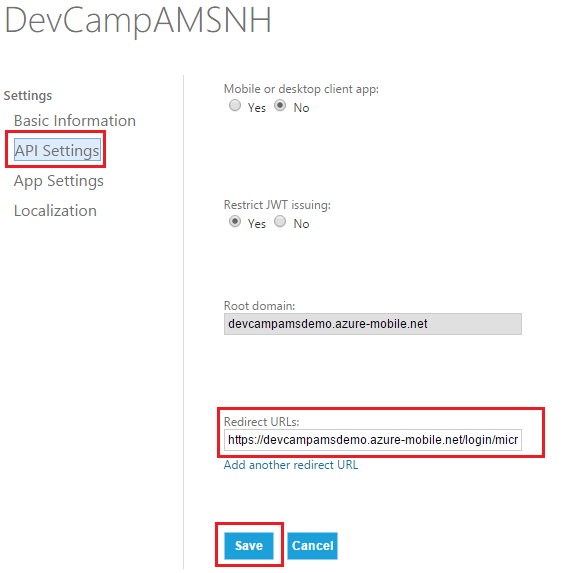 DevCampAMSNH
Settings
Basic Information
API Settings
App Settings
Localization
Mobile or desktop client app:
Yes No
Restrict JWT issuing:
Yes No
Root domain:
devcampamsdemo.azure-mobile.net
Redirect URLs:
https://devcampamsdemo.azure-mobile.net/login/micr
Add another redirect URL
Save Cancel